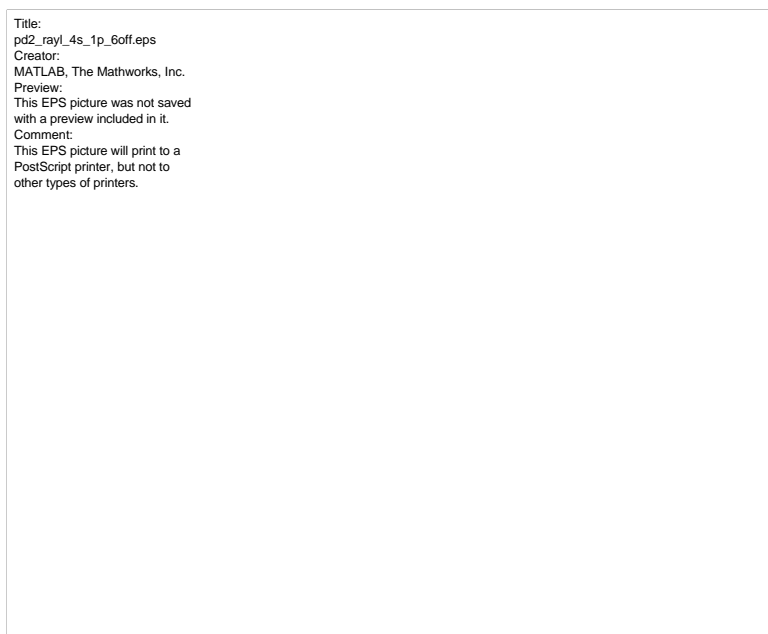 Title:
pd2_rayl_4s_1p_6off.eps
Creator:
MATLAB, The Mathworks, Inc.
Preview:
This EPS picture was not saved
with a preview included in it.
Comment:
This EPS picture will print to a
PostScript printer, but not to
other types of printers.